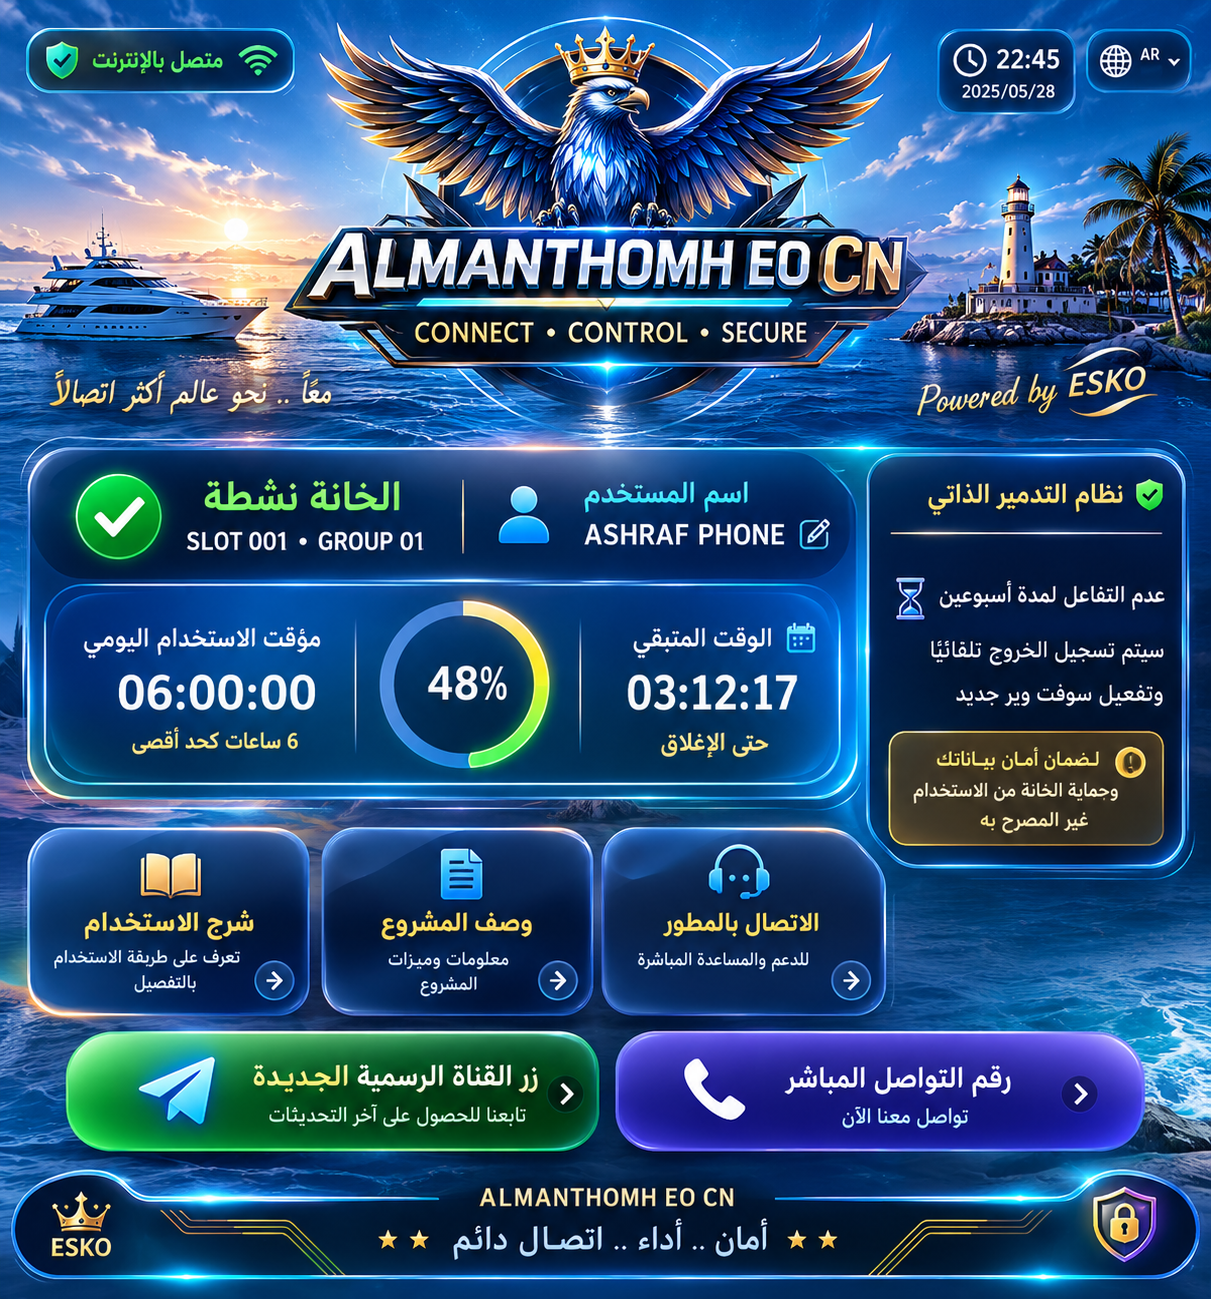 متصل بالإنترنت
22:45
2025/05/28
AR
ALMANTHOMH EO CN
CONNECT • CONTROL • SECURE
معًا .. نحو عالم أكثر اتصالاً
Powered by ESKO
الخانة نشطة
SLOT 001 • GROUP 01
اسم المستخدم
ASHRAF PHONE
نظام التدمير الذاتي
عدم التفاعل لمدة أسبوعين
سيتم تسجيل الخروج تلقائيًا
وتفعيل سوفت وير جديد
لضمان أمان بياناتك
وحماية الخانة من الاستخدام
غير المصرح به
الوقت المتبقي
03:12:17
حتى الإغلاق
48%
مؤقت الاستخدام اليومي
06:00:00
6 ساعات كحد أقصى
الاتصال بالمطور
للدعم والمساعدة المباشرة
وصف المشروع
معلومات وميزات
المشروع
شرح الاستخدام
تعرف على طريقة الاستخدام
بالتفصيل
رقم التواصل المباشر
تواصل معنا الآن
زر القناة الرسمية الجديدة
تابعنا للحصول على آخر التحديثات
ALMANTHOMH EO CN
أمان .. أداء .. اتصال دائم
ESKO